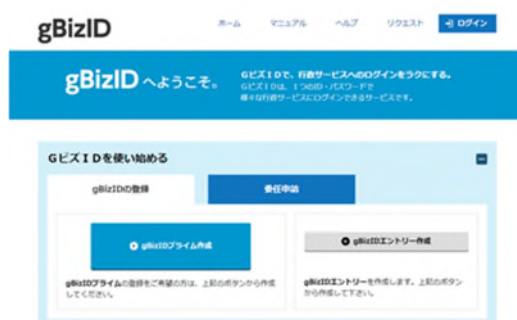 gBizID
ホーム マニュアル ヘルプ リクエスト ログイン
gBizID へようこそ。
GビズIDで、行政サービスへのログインをラクにする。
GビズIDは、1つのID・パスワードで
様々な行政サービスにログインできるサービスです。
GビズIDを使い始める
gBizIDの登録 委任申請
gBizIDプライム作成 gBizIDエントリー作成
gBizIDプライムの登録をご希望の方は、上記のボタンから作成
してください。
gBizIDエントリーを作成します。上記のボタン
から作成して下さい。